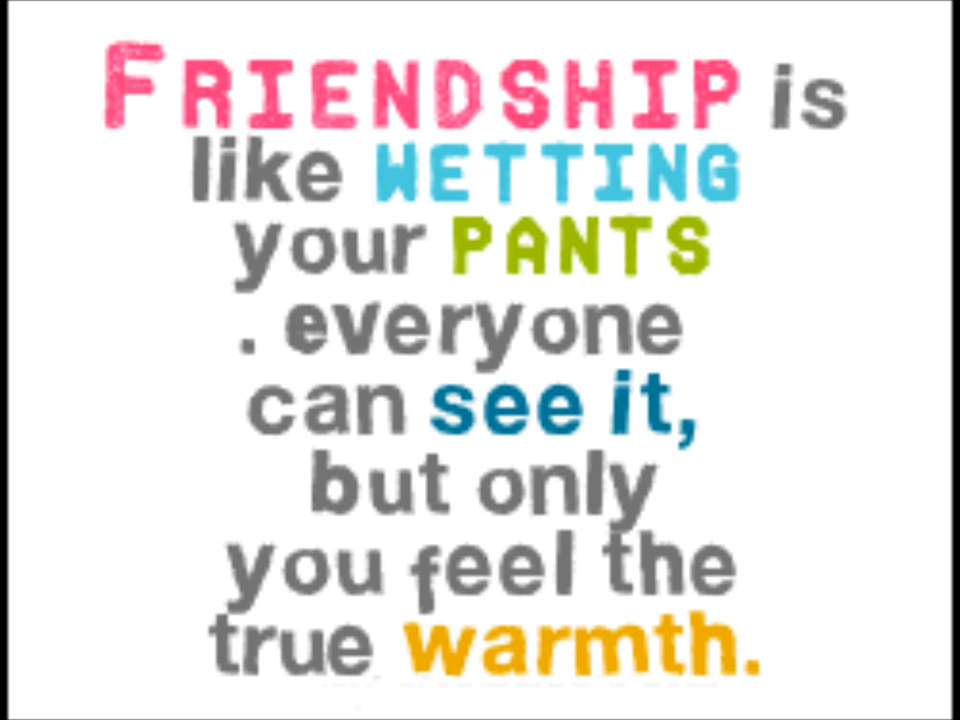 FRIENDSHIP is
like WETTING
your PANTS
. everyone
can see it,
but only
you feel the
true warmth.